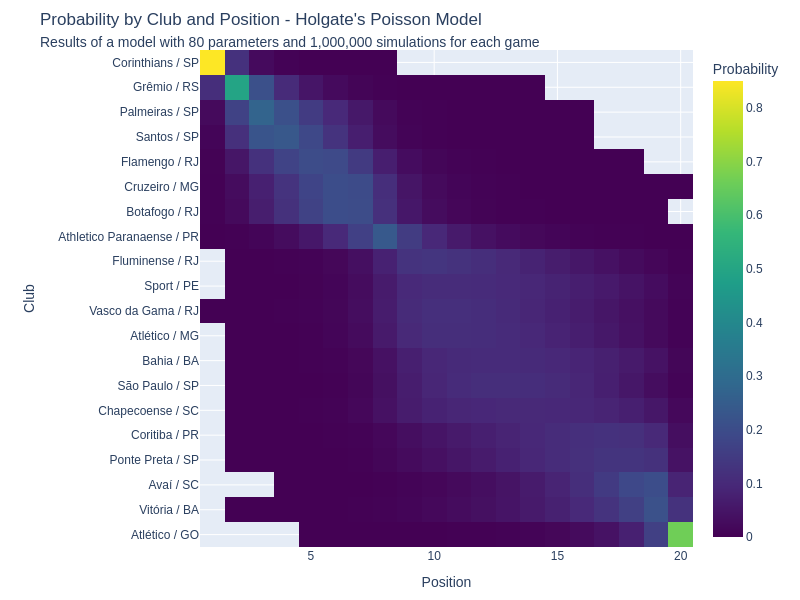 Probability by Club and Position - Holgate's Poisson Model
Results of a model with 80 parameters and 1,000,000 simulations for each game
Probability
Club
Corinthians / SP
Grêmio / RS
Palmeiras / SP
Santos / SP
Flamengo / RJ
Cruzeiro / MG
Botafogo / RJ
Athletico Paranaense / PR
Fluminense / RJ
Sport / PE
Vasco da Gama / RJ
Atlético / MG
Bahia / BA
São Paulo / SP
Chapecoense / SC
Coritiba / PR
Ponte Preta / SP
Avaí / SC
Vitória / BA
Atlético / GO
0.8
0.7
0.6
0.5
0.4
0.3
0.2
0.1
0
5 10 15 20
Position